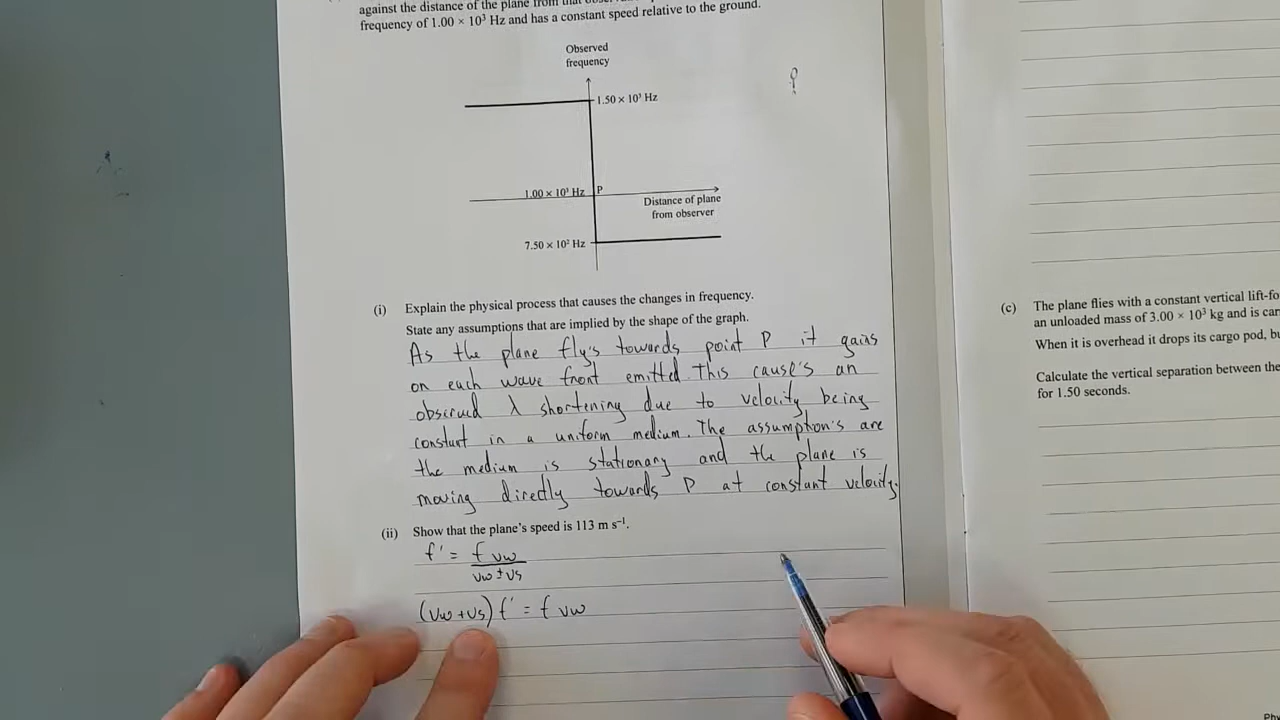 against the distance of the plane from that
frequency of 1.00 × 10³ Hz and has a constant speed relative to the ground.
Observed
frequency
1.50 × 10³ Hz
1.00 × 10³ Hz
P
Distance of plane
from observer
7.50 × 10² Hz
(i) Explain the physical process that causes the changes in frequency.
State any assumptions that are implied by the shape of the graph.
As the plane fly's towards point P it gains
on each wave front emitted. This cause's an
obscrued λ shortening due to velocity being
constant in a uniform medium. The assumption's are
the medium is stationary and the plane is
moving directly towards P at constant velocity.
(ii) Show that the plane's speed is 113 m s⁻¹.
f' = f vw
vw ± vs
(vw + vs) f' = f vw
(c) The plane flies with a constant vertical
an unloaded mass of 3.00 × 10³ kg and is
When it is overhead it drops its cargo pod,
Calculate the vertical separation between the
for 1.50 seconds.